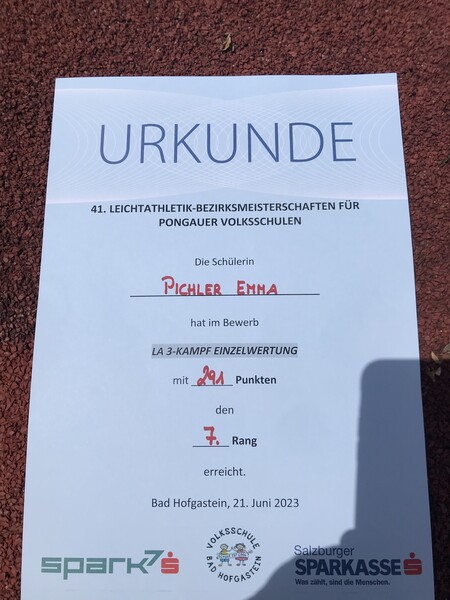 URKUNDE
41. LEICHTATHLETIK-BEZIRKSMEISTERSCHAFTEN FÜR
PONGAUER VOLKSSCHULEN
Die Schülerin
PICHLER EMMA
hat im Bewerb
LA 3-KAMPF EINZELWERTUNG
mit 291 Punkten
den
7. Rang
erreicht.
Bad Hofgastein, 21. Juni 2023
spark7
VOLKSSCHULE
BAD HOFGASTEIN
Salzburger
SPARKASSE
Was zählt, sind die Menschen.